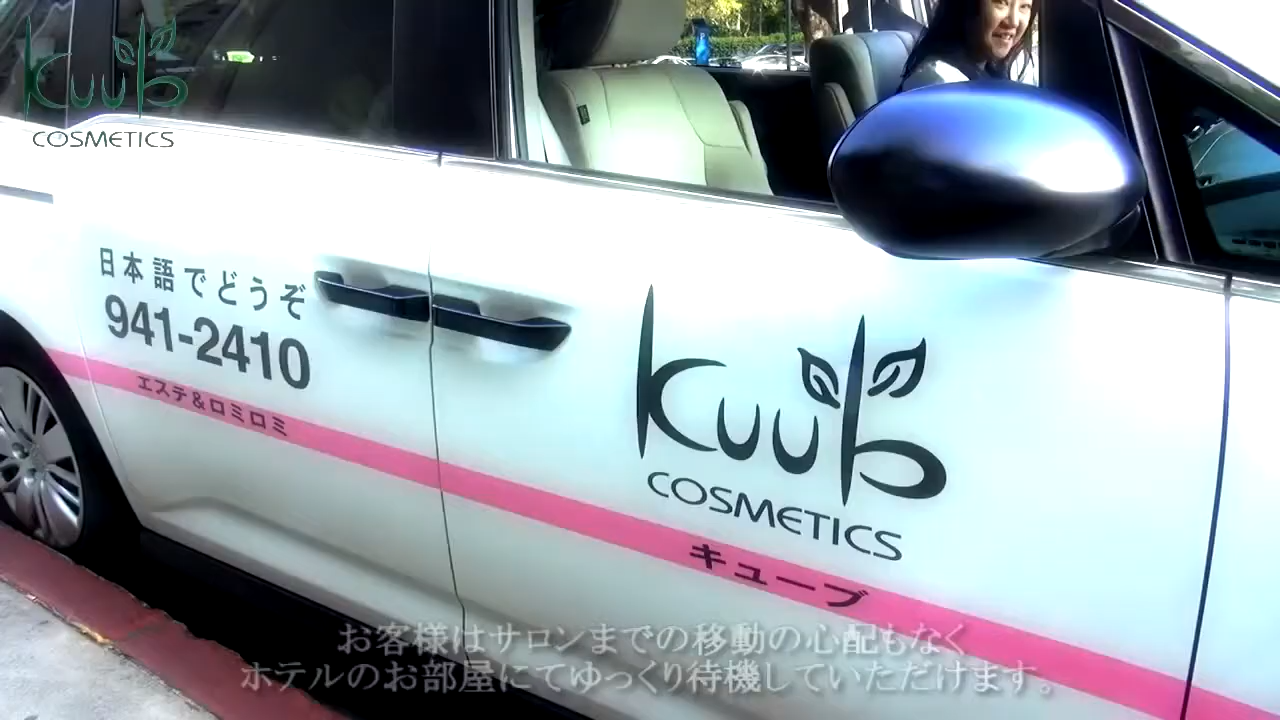 kuub
COSMETICS
日本語でどうぞ
941-2410
エステ&ロミロミ
kuub
COSMETICS
キューブ
お客様はサロンまでの移動の心配もなく
ホテルのお部屋にてゆっくり待機していただけます。